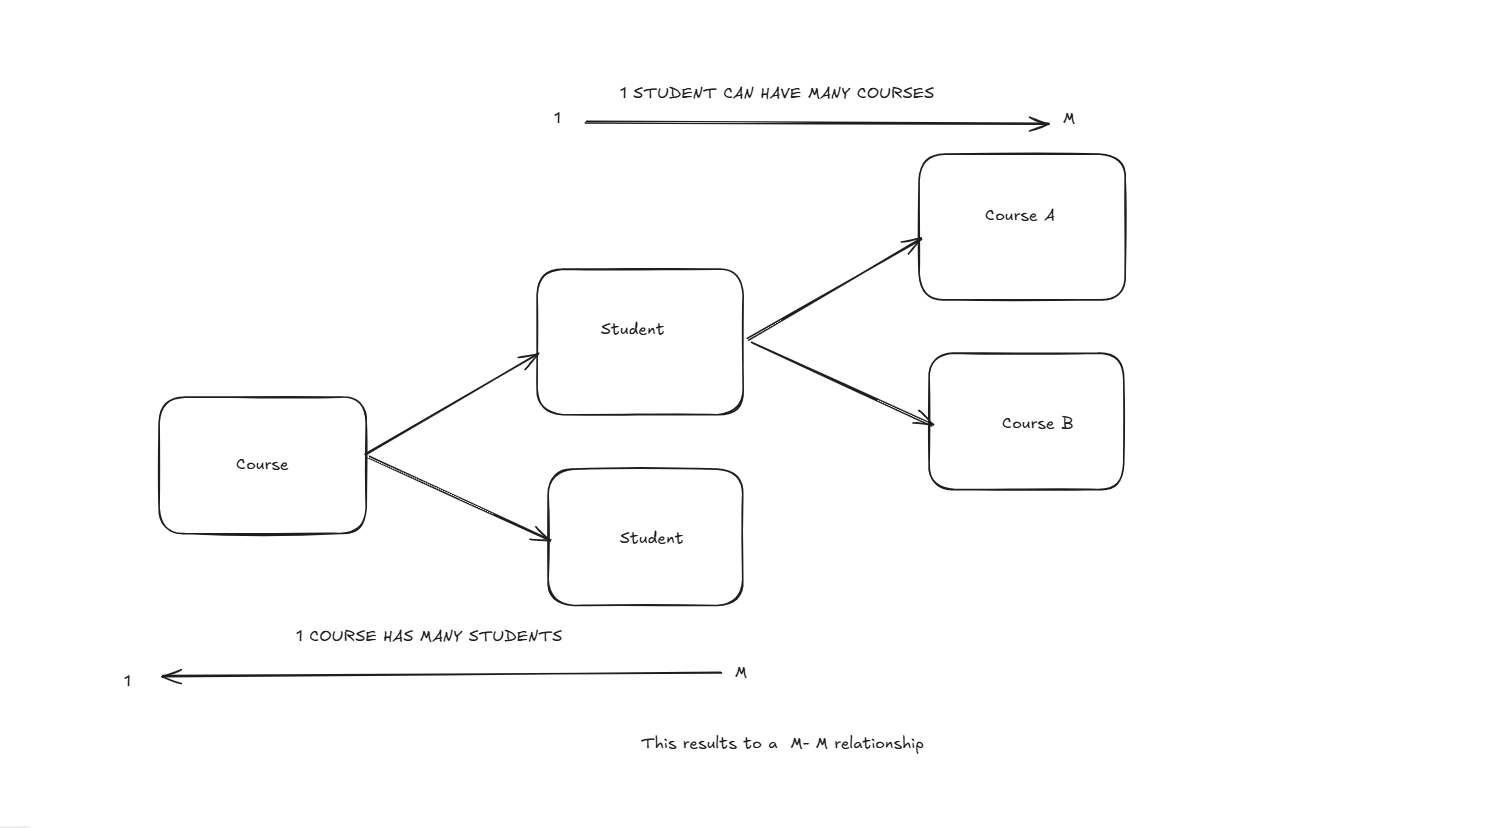 1 STUDENT CAN HAVE MANY COURSES
1
M
Course A
Student
Course B
Course
Student
1 COURSE HAS MANY STUDENTS
1
M
This results to a M- M relationship